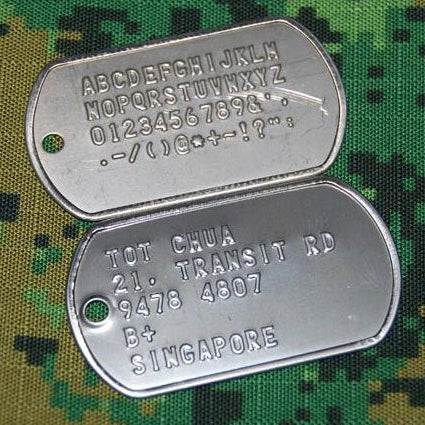 ABCDEFGHIJKLM
NOPQRSTUVWXYZ
0123456789&',
.-/()@*+-!?":
TOT CHUA
21, TRANSIT RD
9478 4807
B+
SINGAPORE